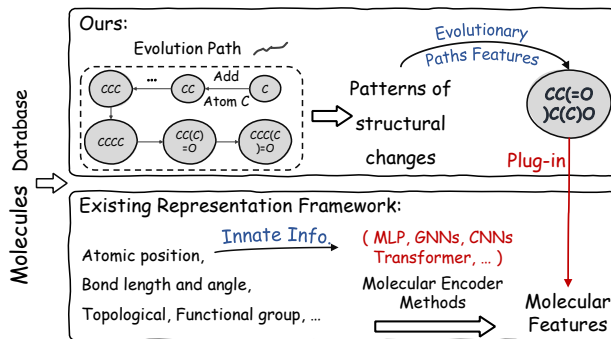 Molecules Database
Ours:
Evolution Path
CCC
...
CC
Add
Atom C
C
CCCC
CC(C)
=O
CCC(C
)=O
Patterns of
structural
changes
Evolutionary
Paths Features
CC(=O
)C(C)O
Plug-in
Existing Representation Framework:
Atomic position,
Bond length and angle,
Topological, Functional group, ...
Innate Info.
( MLP, GNNs, CNNs
Transformer, ... )
Molecular Encoder
Methods
Molecular
Features